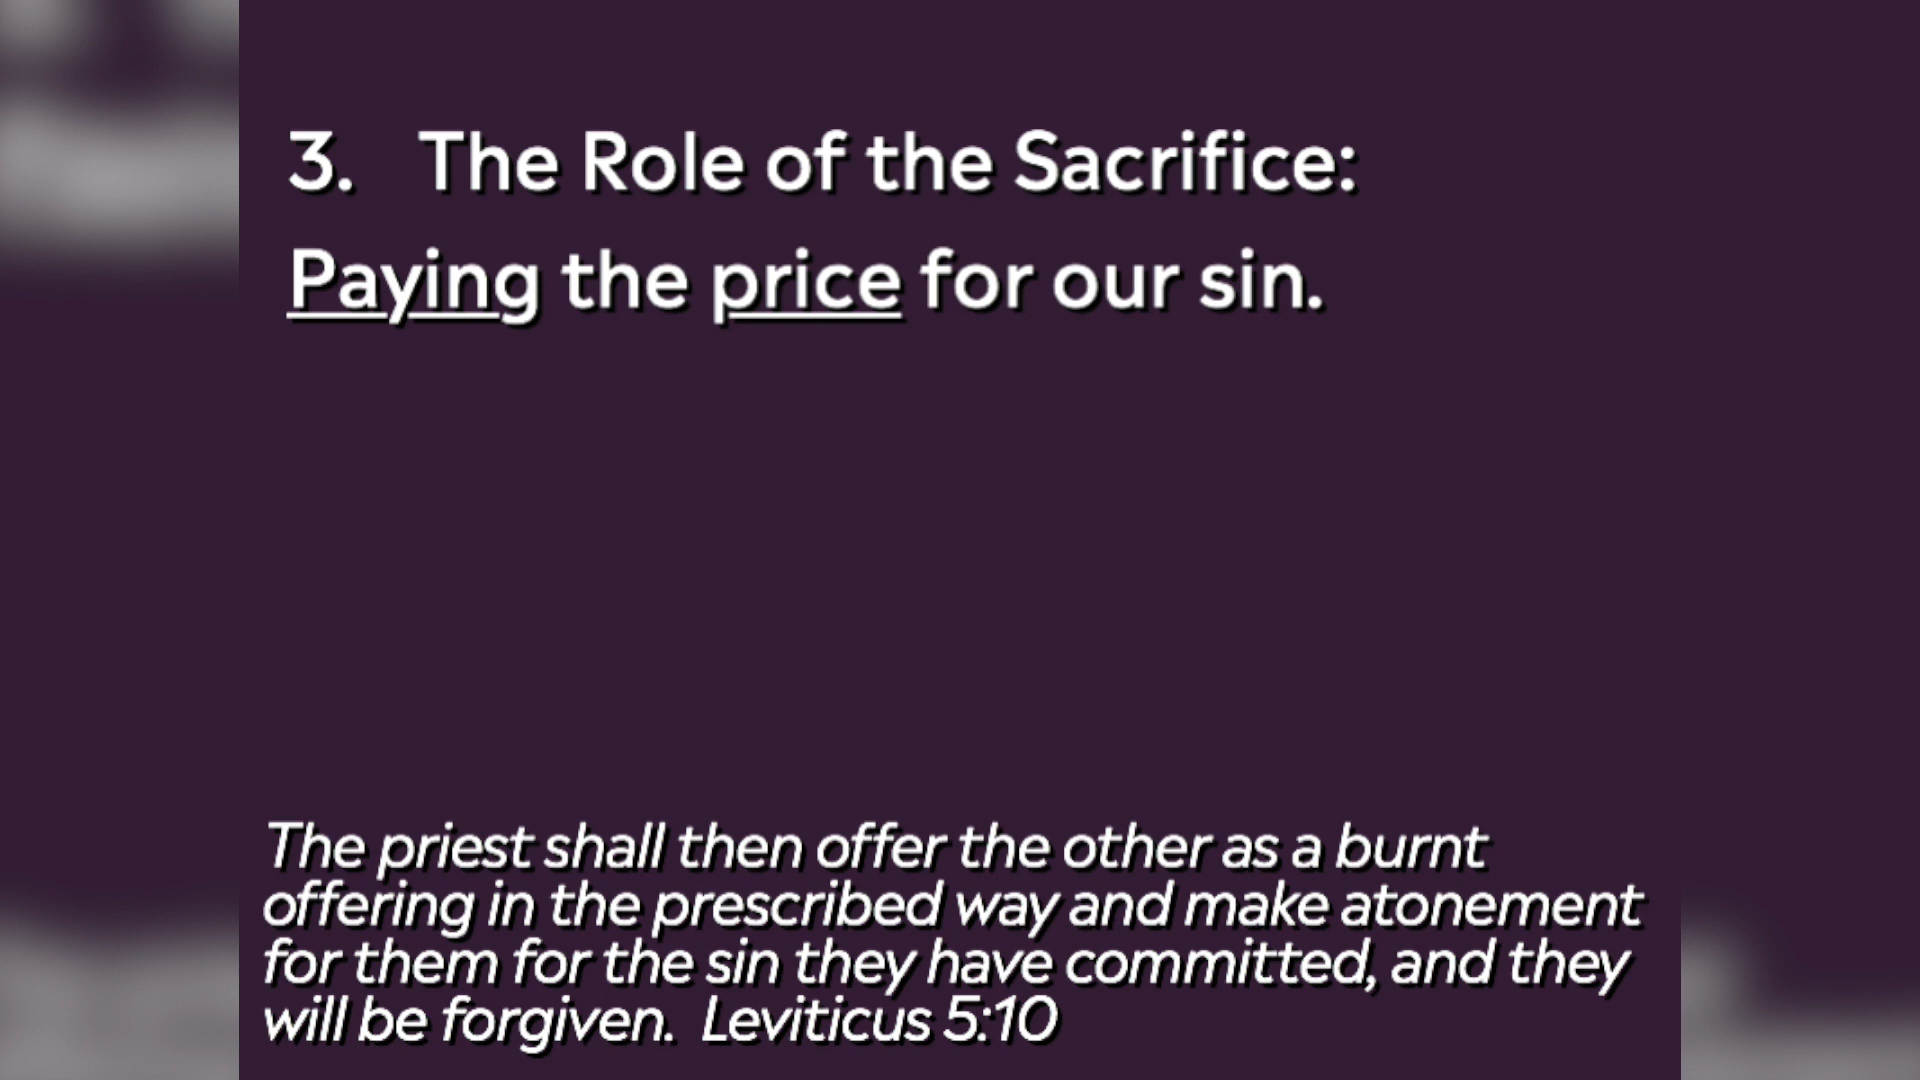 3. The Role of the Sacrifice:
Paying the price for our sin.
The priest shall then offer the other as a burnt
offering in the prescribed way and make atonement
for them for the sin they have committed, and they
will be forgiven. Leviticus 5:10